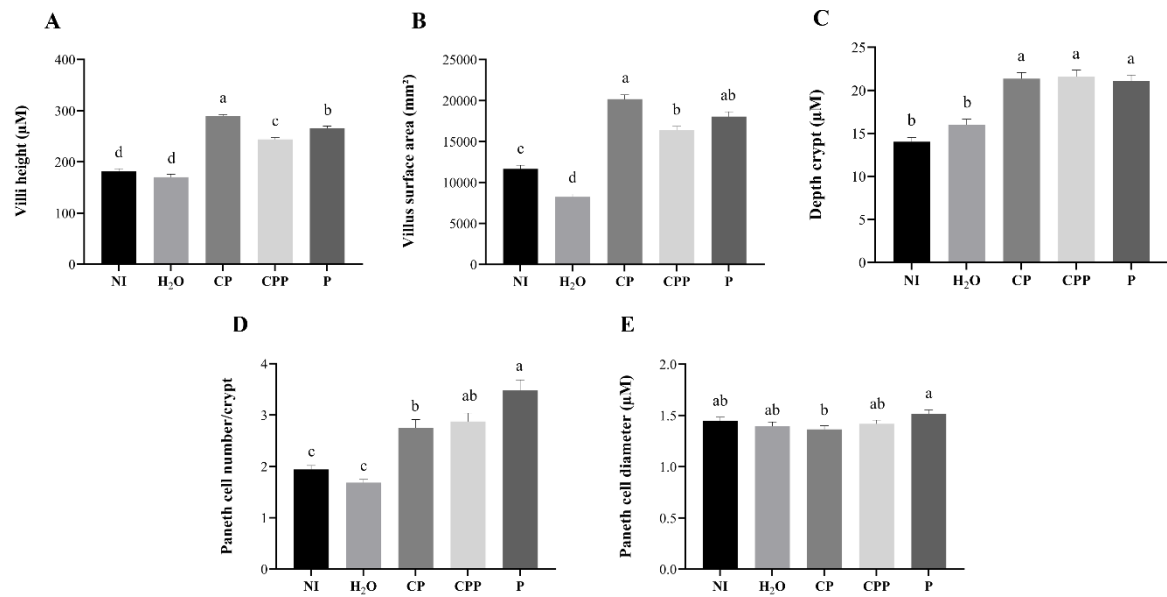 A
Villi height (µM)
400
300
200
100
0
d
d
a
c
b
NI
H₂O
CP
CPP
P
B
Villus surface area (mm²)
25000
20000
15000
10000
5000
0
c
d
a
b
ab
NI
H₂O
CP
CPP
P
C
Depth crypt (µM)
25
20
15
10
5
0
b
b
a
a
a
NI
H₂O
CP
CPP
P
D
Paneth cell number/crypt
4
3
2
1
0
c
c
b
ab
a
NI
H₂O
CP
CPP
P
E
Paneth cell diameter (µM)
2.0
1.5
1.0
0.5
0.0
ab
ab
b
ab
a
NI
H₂O
CP
CPP
P